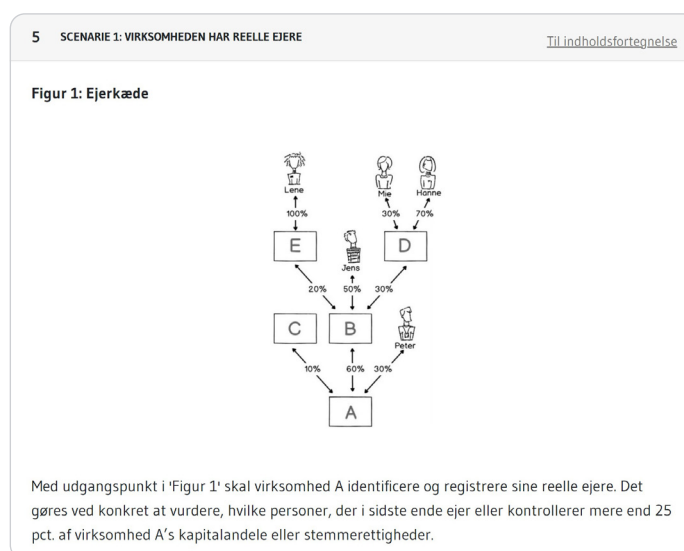 5 SCENARIE 1: VIRKSOMHEDEN HAR REELLE EJERE
Til indholdsfortegnelse
Figur 1: Ejerkæde
Lene
Mie Hanne
100%
30% 70%
E
D
Jens
20% 50% 30%
C B
Peter
10% 60% 30%
A
Med udgangspunkt i 'Figur 1' skal virksomhed A identificere og registrere sine reelle ejere. Det
gøres ved konkret at vurdere, hvilke personer, der i sidste ende ejer eller kontrollerer mere end 25
pct. af virksomhed A's kapitalandele eller stemmerettigheder.